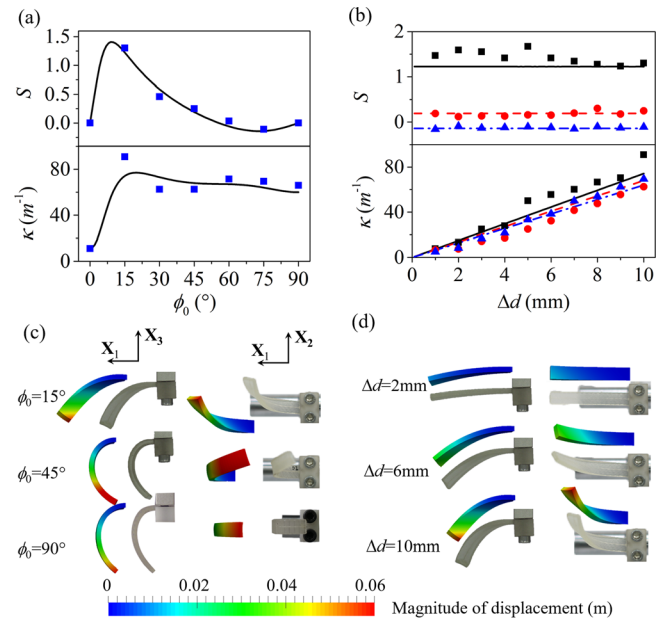 (a)
1.5
1.0
0.5
0.0
S
80
40
0
κ (m⁻¹)
0 15 30 45 60 75 90
ϕ₀ (°)
(b)
2
1
0
S
80
40
0
κ (m⁻¹)
0 2 4 6 8 10
Δd (mm)
(c)
X₁ X₃
X₁ X₂
ϕ₀=15°
ϕ₀=45°
ϕ₀=90°
(d)
Δd=2mm
Δd=6mm
Δd=10mm
0 0.02 0.04 0.06
Magnitude of displacement (m)